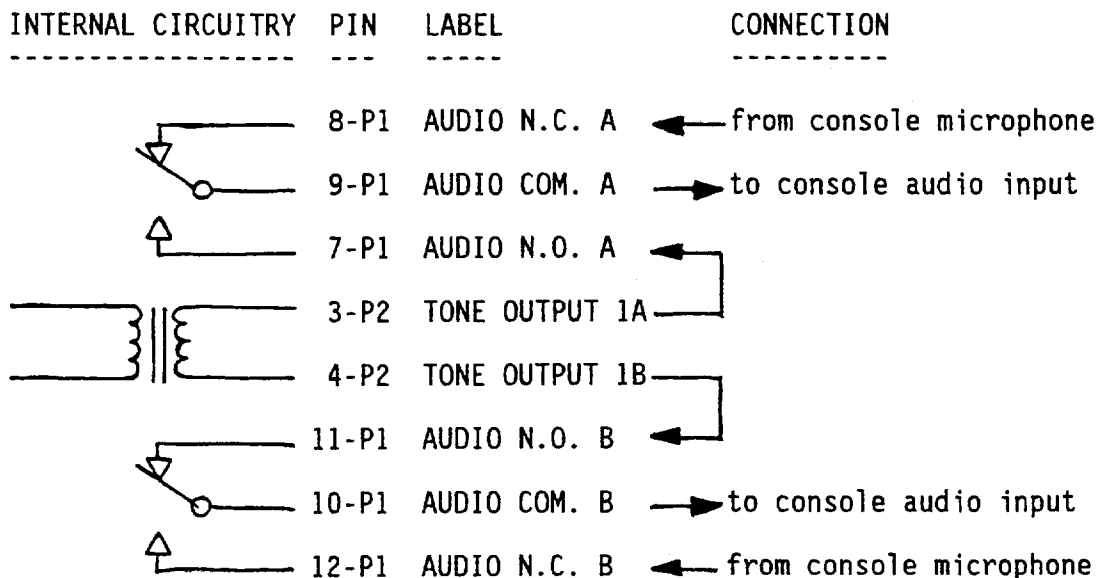 INTERNAL CIRCUITRY PIN LABEL CONNECTION
8-P1 AUDIO N.C. A from console microphone
9-P1 AUDIO COM. A to console audio input
7-P1 AUDIO N.O. A
3-P2 TONE OUTPUT 1A
4-P2 TONE OUTPUT 1B
11-P1 AUDIO N.O. B
10-P1 AUDIO COM. B to console audio input
12-P1 AUDIO N.C. B from console microphone